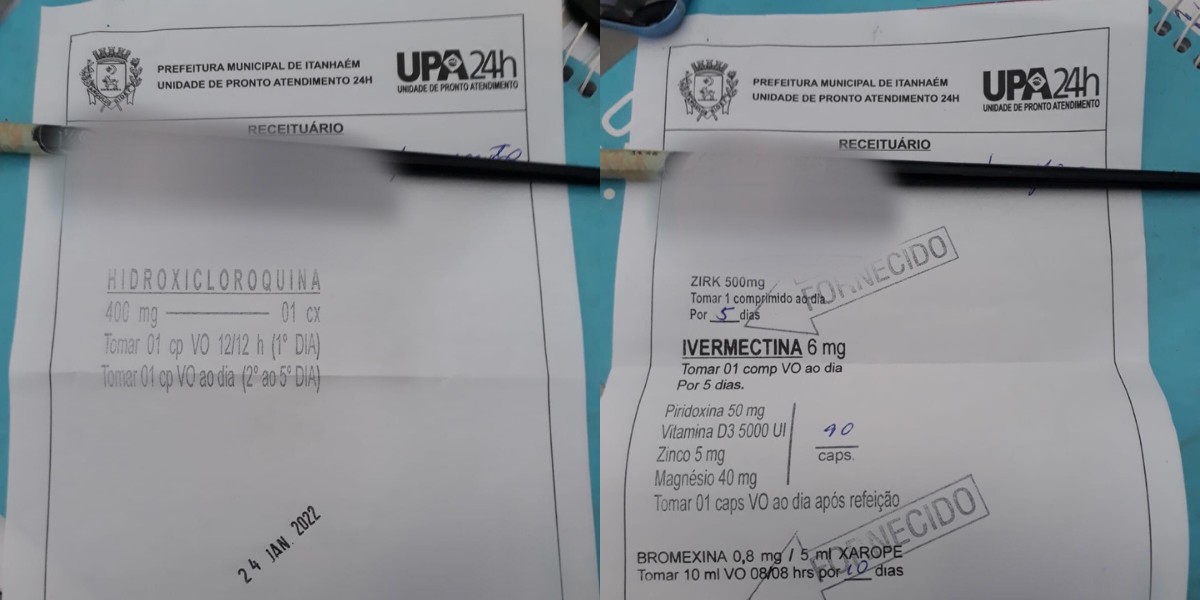 PREFEITURA MUNICIPAL DE ITANHAÉM
UNIDADE DE PRONTO ATENDIMENTO 24H
UPA24h
UNIDADE DE PRONTO ATENDIMENTO
RECEITUÁRIO
HIDROXICLOROQUINA
400 mg ———— 01 cx
Tomar 01 cp VO 12/12 h (1º DIA)
Tomar 01 cp VO ao dia (2º ao 5º DIA)
24 JAN. 2022
PREFEITURA MUNICIPAL DE ITANHAÉM
UNIDADE DE PRONTO ATENDIMENTO 24H
UPA24h
UNIDADE DE PRONTO ATENDIMENTO
RECEITUÁRIO
FORNECIDO
ZIRK 500mg
Tomar 1 comprimido ao dia
Por 5 dias
IVERMECTINA 6 mg
Tomar 01 comp VO ao dia
Por 5 dias.
Piridoxina 50 mg
Vitamina D3 5000 UI
Zinco 5 mg
Magnésio 40 mg
90
caps.
Tomar 01 caps VO ao dia após refeição
FORNECIDO
BROMEXINA 0,8 mg / 5 ml XAROPE
Tomar 10 ml VO 08/08 hrs por 10 dias